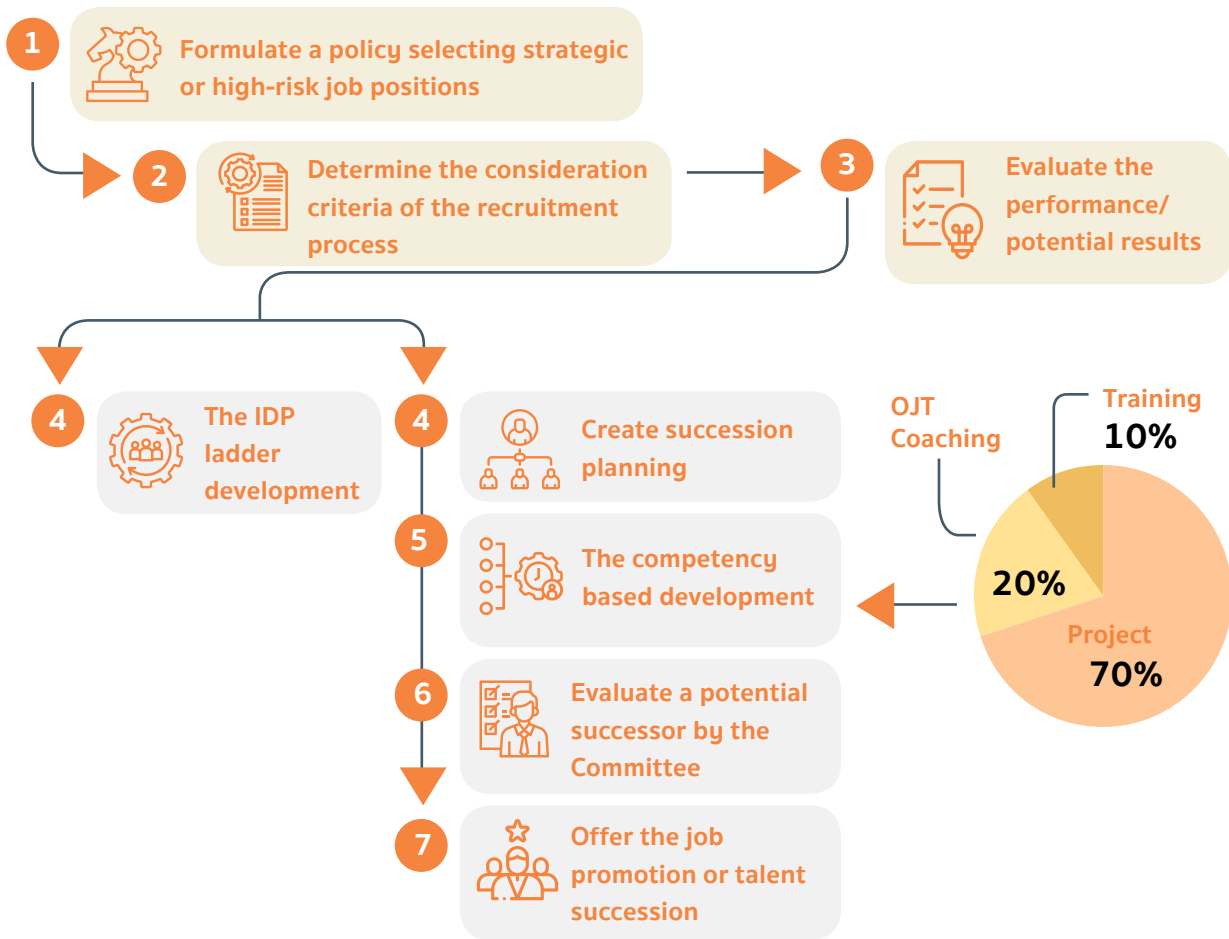 1
Formulate a policy selecting strategic
or high-risk job positions
2
Determine the consideration
criteria of the recruitment
process
3
Evaluate the
performance/
potential results
4
The IDP
ladder
development
4
Create succession
planning
5
The competency
based development
6
Evaluate a potential
successor by the
Committee
7
Offer the job
promotion or talent
succession
OJT
Coaching
20%
Training
10%
Project
70%